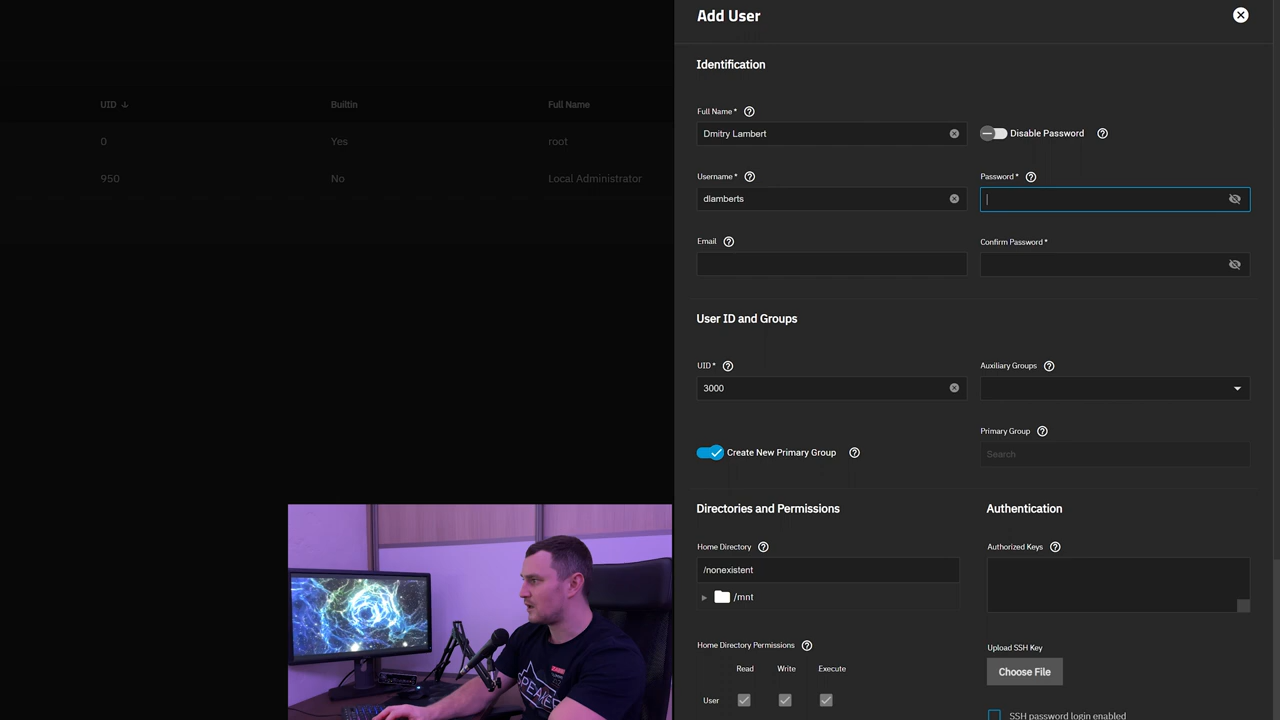 Add User
Identification
UID Builtin Full Name
0 Yes root
950 No Local Administrator
Full Name *
Dmitry Lambert
Disable Password
Username *
dlamberts
Password *
Email
Confirm Password *
User ID and Groups
UID *
3000
Auxiliary Groups
Create New Primary Group
Primary Group
Search
Directories and Permissions
Home Directory
/nonexistent
/mnt
Authentication
Authorized Keys
Home Directory Permissions
Read Write Execute
User
Upload SSH Key
Choose File
SSH password login enabled